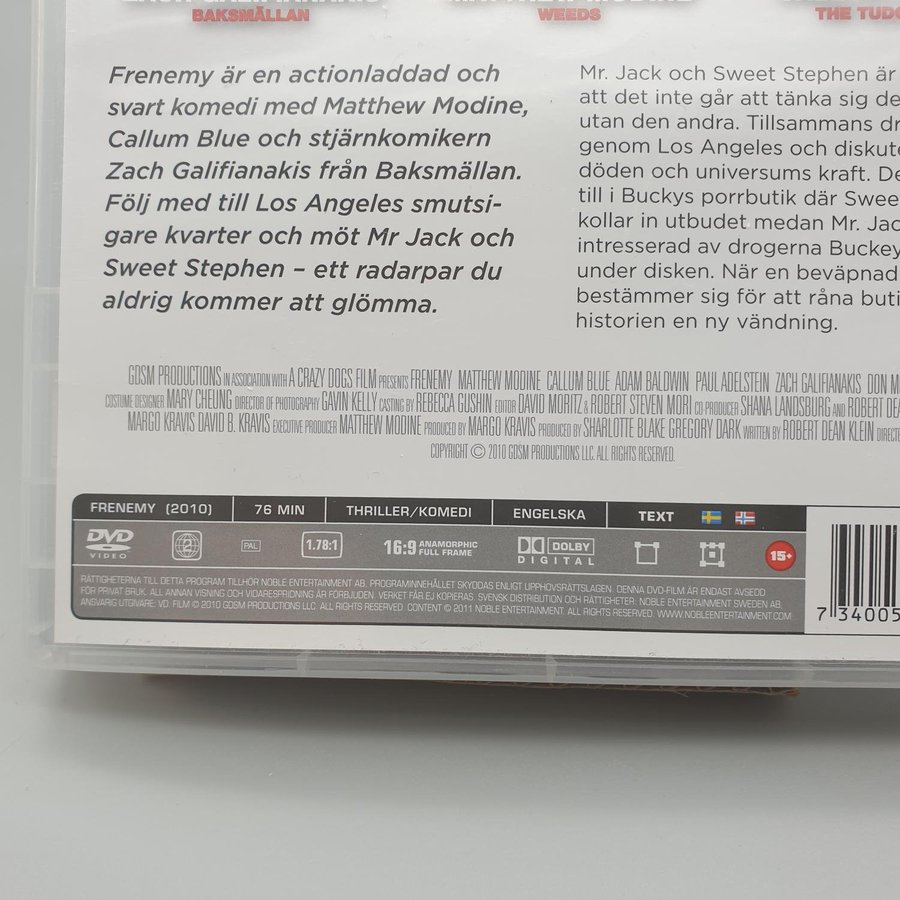 BAKSMÄLLAN
WEEDS
THE TUDO
Frenemy är en actionladdad och
svart komedi med Matthew Modine,
Callum Blue och stjärnkomikern
Zach Galifianakis från Baksmällan.
Följ med till Los Angeles smutsi-
gare kvarter och möt Mr Jack och
Sweet Stephen – ett radarpar du
aldrig kommer att glömma.
Mr. Jack och Sweet Stephen är
att det inte går att tänka sig de
utan den andra. Tillsammans dr
genom Los Angeles och diskute
döden och universums kraft. De
till i Buckys porrbutik där Swee
kollar in utbudet medan Mr. Jac
intresserad av drogerna Buckey
under disken. När en beväpnad
bestämmer sig för att råna buti
historien en ny vändning.
GDSM PRODUCTIONS IN ASSOCIATION WITH A CRAZY DOGS FILM PRESENTS FRENEMY MATTHEW MODINE CALLUM BLUE ADAM BALDWIN PAUL ADELSTEIN ZACH GALIFIANAKIS DON M
COSTUME DESIGNER MARY CHEUNG DIRECTOR OF PHOTOGRAPHY GAVIN KELLY CASTING BY REBECCA GUSHIN EDITOR DAVID MORITZ & ROBERT STEVEN MORI CO-PRODUCER SHANA LANDSBURG AND ROBERT DEA
MARGO KRAVIS DAVID B. KRAVIS EXECUTIVE PRODUCER MATTHEW MODINE PRODUCED BY MARGO KRAVIS PRODUCED BY SHARLOTTE BLAKE GREGORY DARK WRITTEN BY ROBERT DEAN KLEIN DIRECTE
COPYRIGHT © 2010 GDSM PRODUCTIONS LLC. ALL RIGHTS RESERVED.
FRENEMY (2010) 76 MIN THRILLER/KOMEDI ENGELSKA TEXT
DVD VIDEO 2 PAL 1.78:1 16:9 ANAMORPHIC FULL FRAME DOLBY DIGITAL 15+
RÄTTIGHETERNA TILL DETTA PROGRAM TILLHÖR NOBLE ENTERTAINMENT AB. PROGRAMINNEHÅLLET SKYDDAS ENLIGT UPPHOVSRÄTTSLAGEN. DENNA DVD-FILM ÄR ENDAST AVSEDD
FÖR PRIVAT BRUK. ALL ANNAN VISNING OCH VIDARESPRIDNING ÄR FÖRBJUDEN. VERKET FÅR EJ KOPIERAS. SVENSK DISTRIBUTION OCH RÄTTIGHETER: NOBLE ENTERTAINMENT SWEDEN AB.
ANSVARIG UTGIVARE: VD. FILM © 2010 GDSM PRODUCTIONS LLC. ALL RIGHTS RESERVED. CONTENT © 2011 NOBLE ENTERTAINMENT. ALL RIGHTS RESERVED. WWW.NOBLEENTERTAINMENT.COM
7 34005